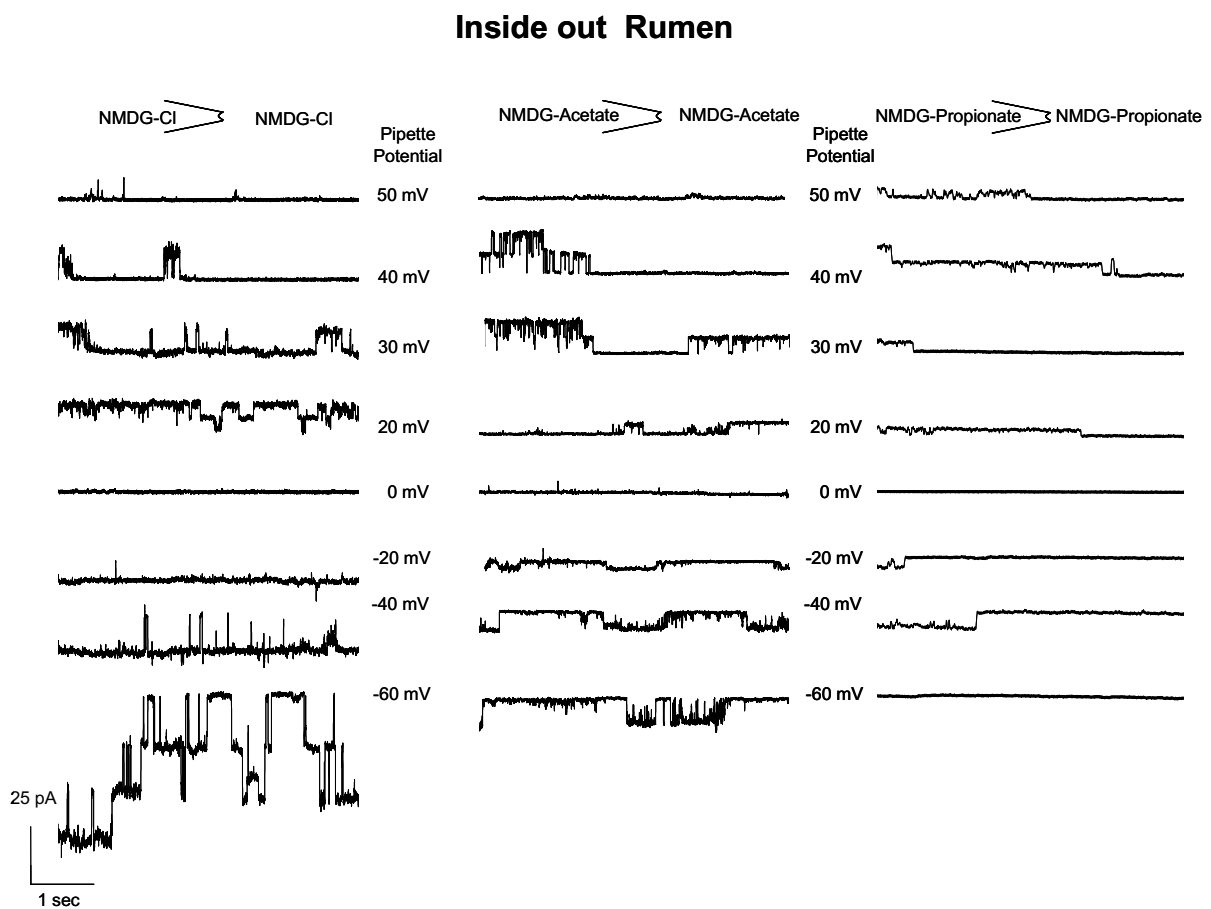 Inside out Rumen
NMDG-Cl NMDG-Cl
NMDG-Acetate NMDG-Acetate
NMDG-Propionate NMDG-Propionate
Pipette
Potential
Pipette
Potential
50 mV
50 mV
40 mV
40 mV
30 mV
30 mV
20 mV
20 mV
0 mV
0 mV
-20 mV
-20 mV
-40 mV
-40 mV
-60 mV
-60 mV
25 pA
1 sec